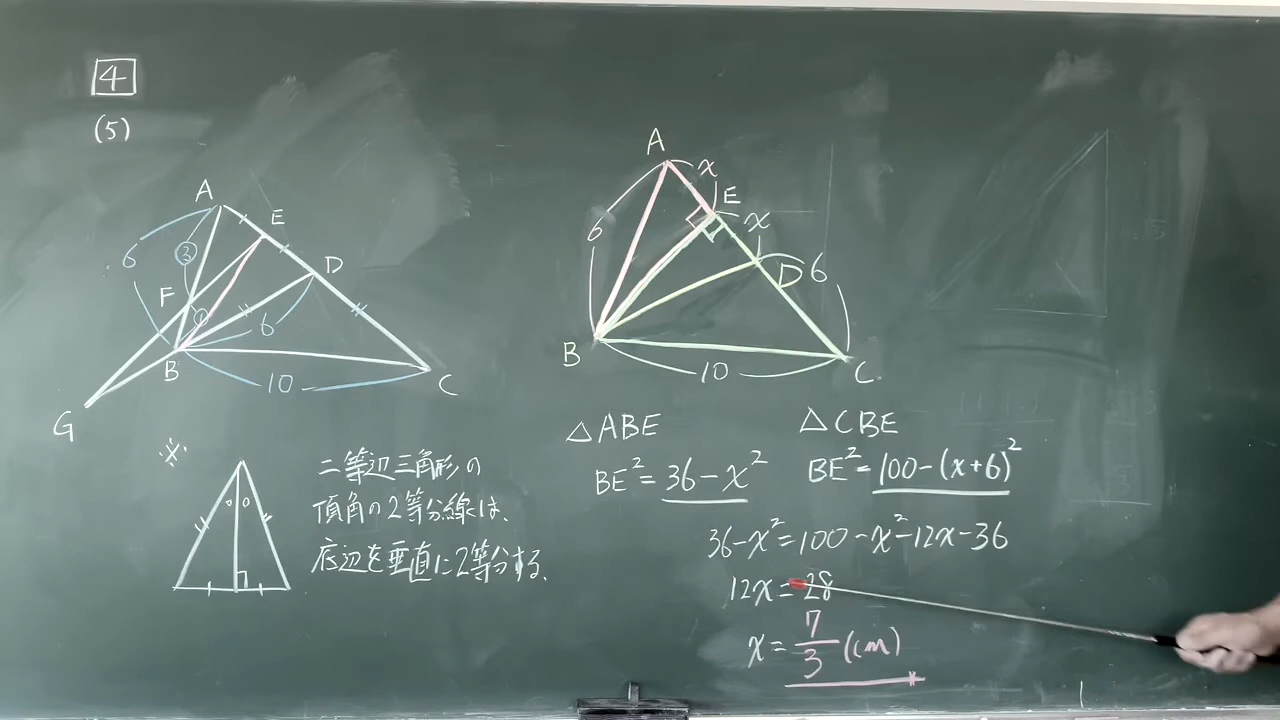 4
(5)
A
E
6
③
D
F
①
6
B
10
C
G
※
二等辺三角形の
頂角の2等分線は、
底辺を垂直に2等分する、
A
x
E
x
6
D
6
B
10
C
△ABE
BE²=36-x²
△CBE
BE²=100-(x+6)²
36-x²=100-x²-12x-36
12x=28
x=7/3(cm)